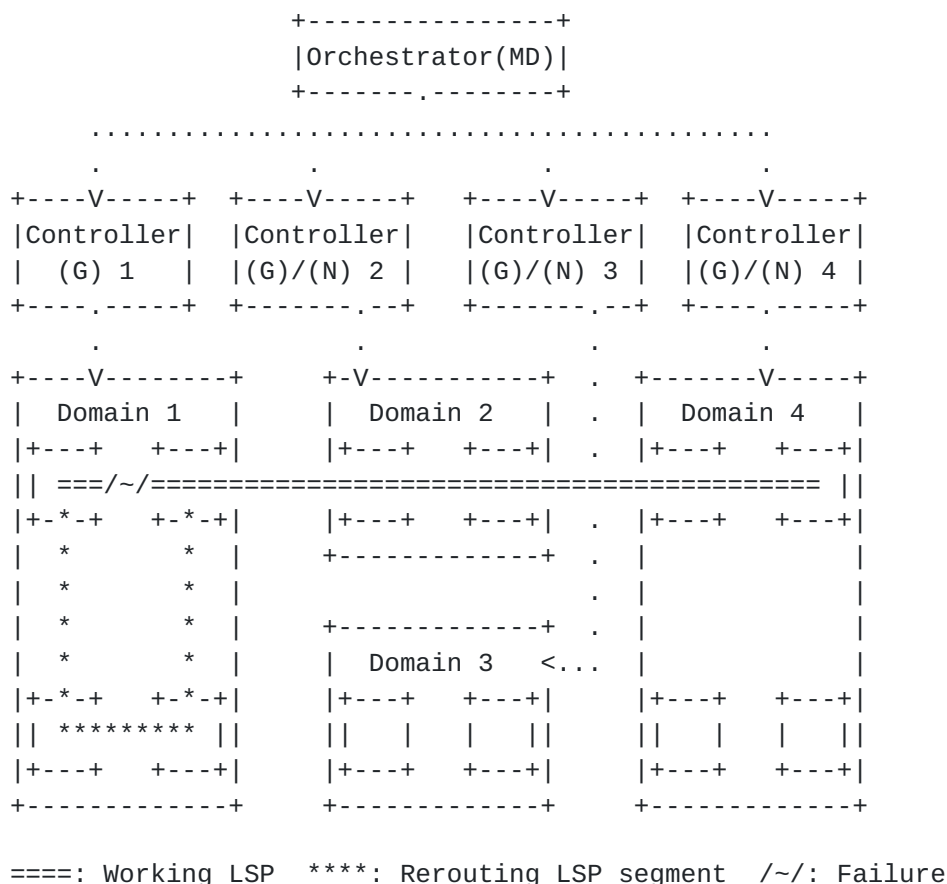 +----------------+
                  |Orchestrator(MD)|
                  +-------.--------+
     ............................................
     .             .              .             .
+----V-----+  +----V-----+   +----V-----+  +----V-----+
|Controller|  |Controller|   |Controller|  |Controller|
|  (G) 1   |  |(G)/(N) 2 |   |(G)/(N) 3 |  |(G)/(N) 4 |
+----.-----+  +-------.--+   +-------.--+  +----.-----+
     .                .              .          .
+----V--------+     +-V-----------+  .  +-------V-----+
|  Domain 1   |     |  Domain 2   |  .  |  Domain 4   |
|+---+   +---+|     |+---+   +---+|  .  |+---+   +---+|
|| ===/~/=========================================== ||
|+-*-+   +-*-+|     |+---+   +---+|  .  |+---+   +---+|
|  *       *  |     +-------------+  .  |             |
|  *       *  |                      .  |             |
|  *       *  |     +-------------+  .  |             |
|  *       *  |     |  Domain 3   <...  |             |
|+-*-+   +-*-+|     |+---+   +---+|     |+---+   +---+|
|| ********* ||     ||   |   |   ||     ||   |   |   ||
|+---+   +---+|     |+---+   +---+|     |+---+   +---+|
+-------------+     +-------------+     +-------------+
====: Working LSP  ****: Rerouting LSP segment  /~/: Failure